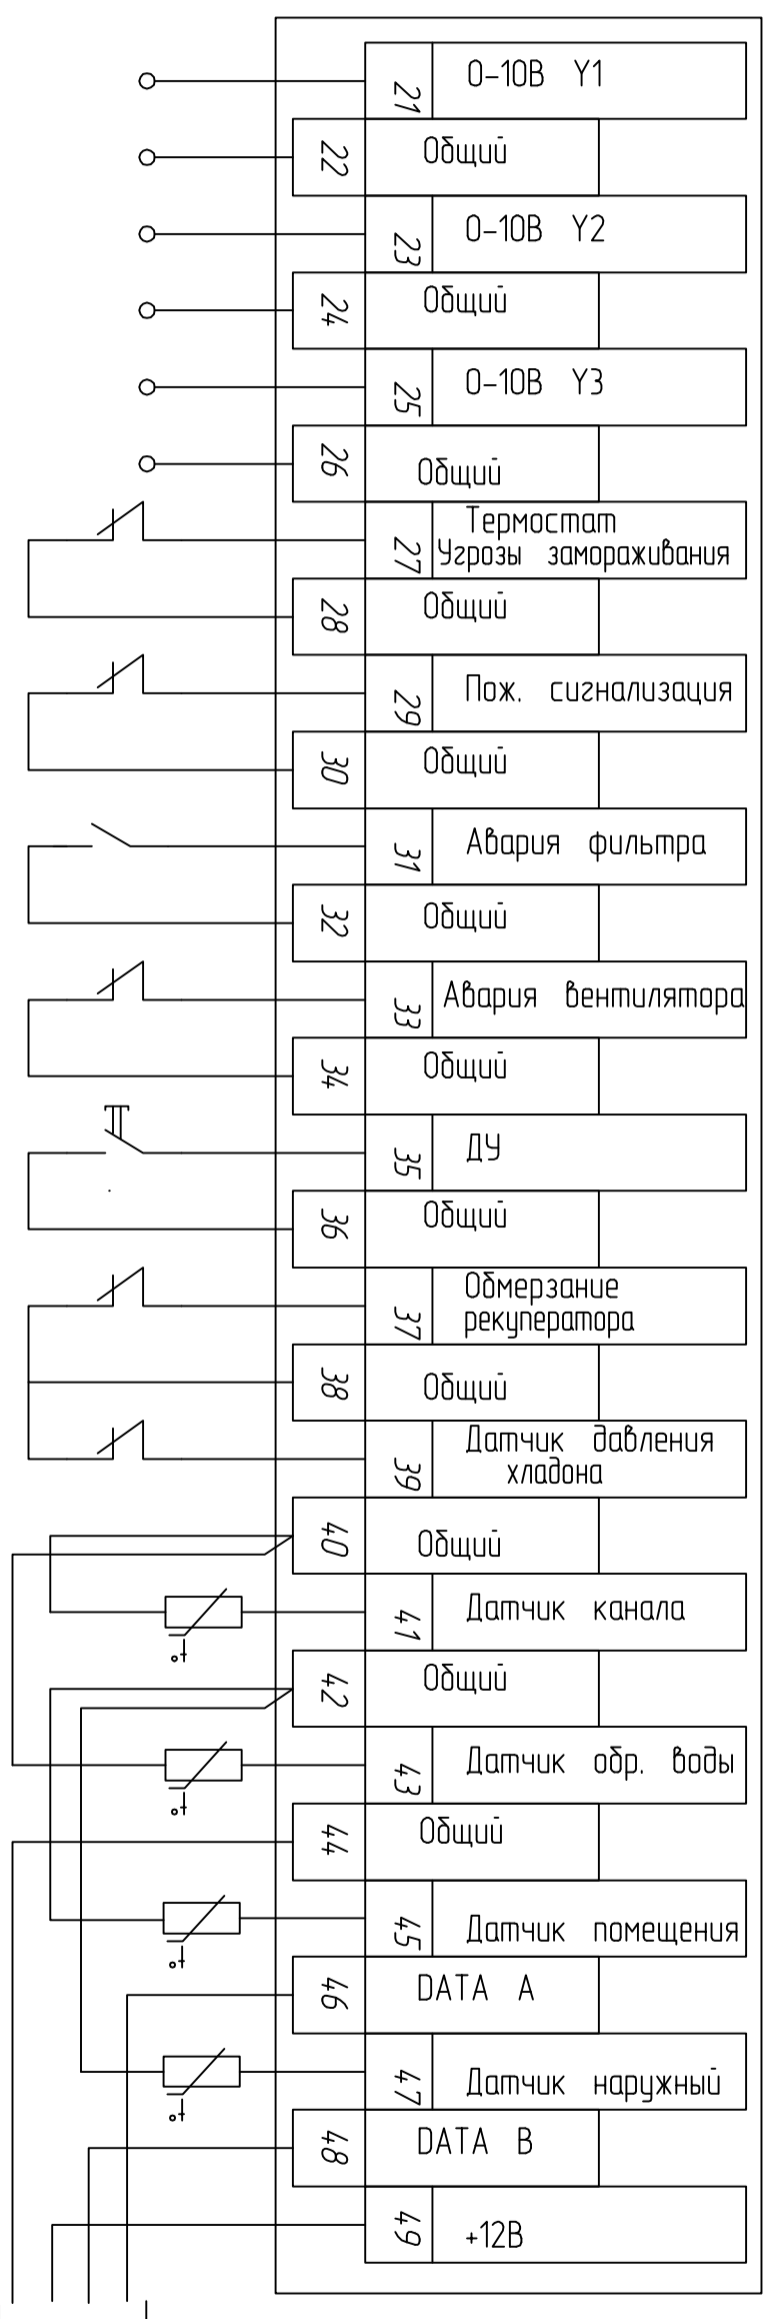 21 0-10В Y1
22 Общий
23 0-10В Y2
24 Общий
25 0-10В Y3
26 Общий
27 Термостат
Угрозы замораживания
28 Общий
29 Пож. сигнализация
30 Общий
31 Авария фильтра
32 Общий
33 Авария вентилятора
34 Общий
35 ДУ
36 Общий
37 Обмерзание
рекуператора
38 Общий
39 Датчик давления
хладона
40 Общий
41 Датчик канала
t°
42 Общий
43 Датчик обр. воды
t°
44 Общий
45 Датчик помещения
t°
46 DATA A
47 Датчик наружный
t°
48 DATA B
49 +12В